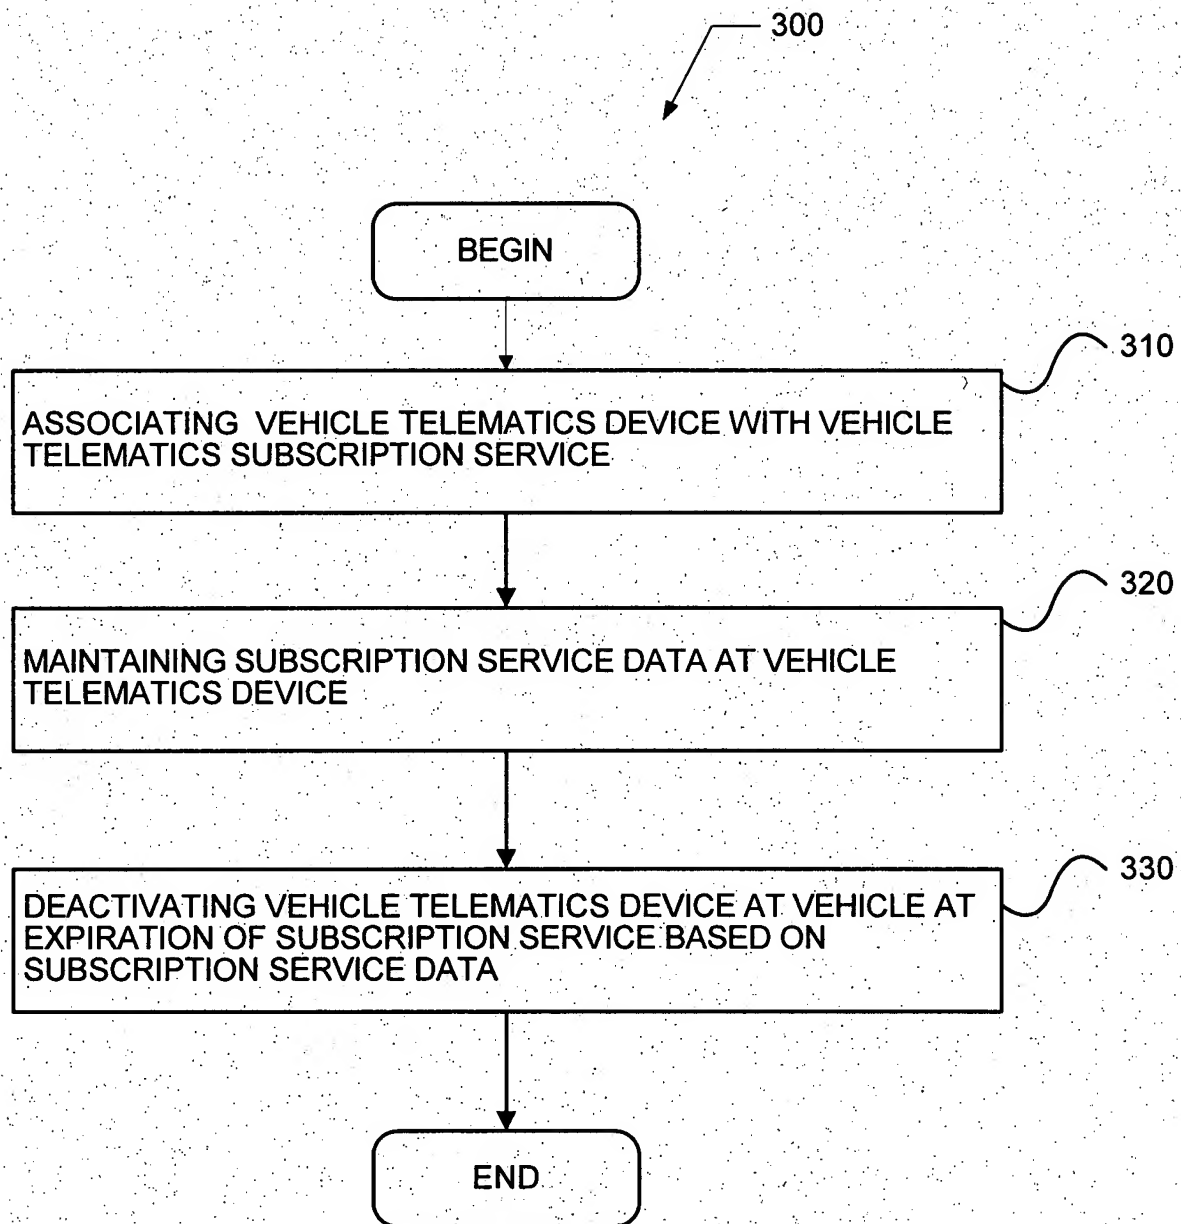 300
BEGIN
310
ASSOCIATING VEHICLE TELEMATICS DEVICE WITH VEHICLE
TELEMATICS SUBSCRIPTION SERVICE
320
MAINTAINING SUBSCRIPTION SERVICE DATA AT VEHICLE
TELEMATICS DEVICE
330
DEACTIVATING VEHICLE TELEMATICS DEVICE AT VEHICLE AT
EXPIRATION OF SUBSCRIPTION SERVICE BASED ON
SUBSCRIPTION SERVICE DATA
END